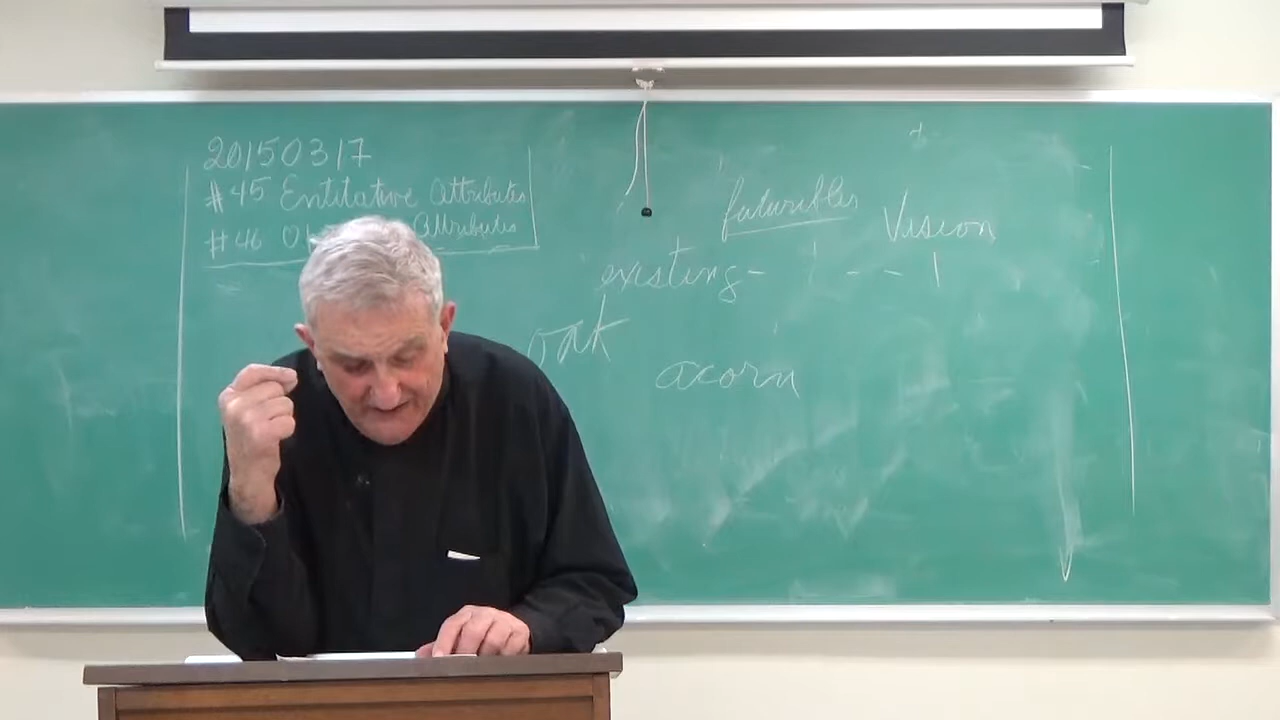 20150317
#45 Entitative Attributes
#46 Attributes
futuribles
Vision
existing -
oak
acorn